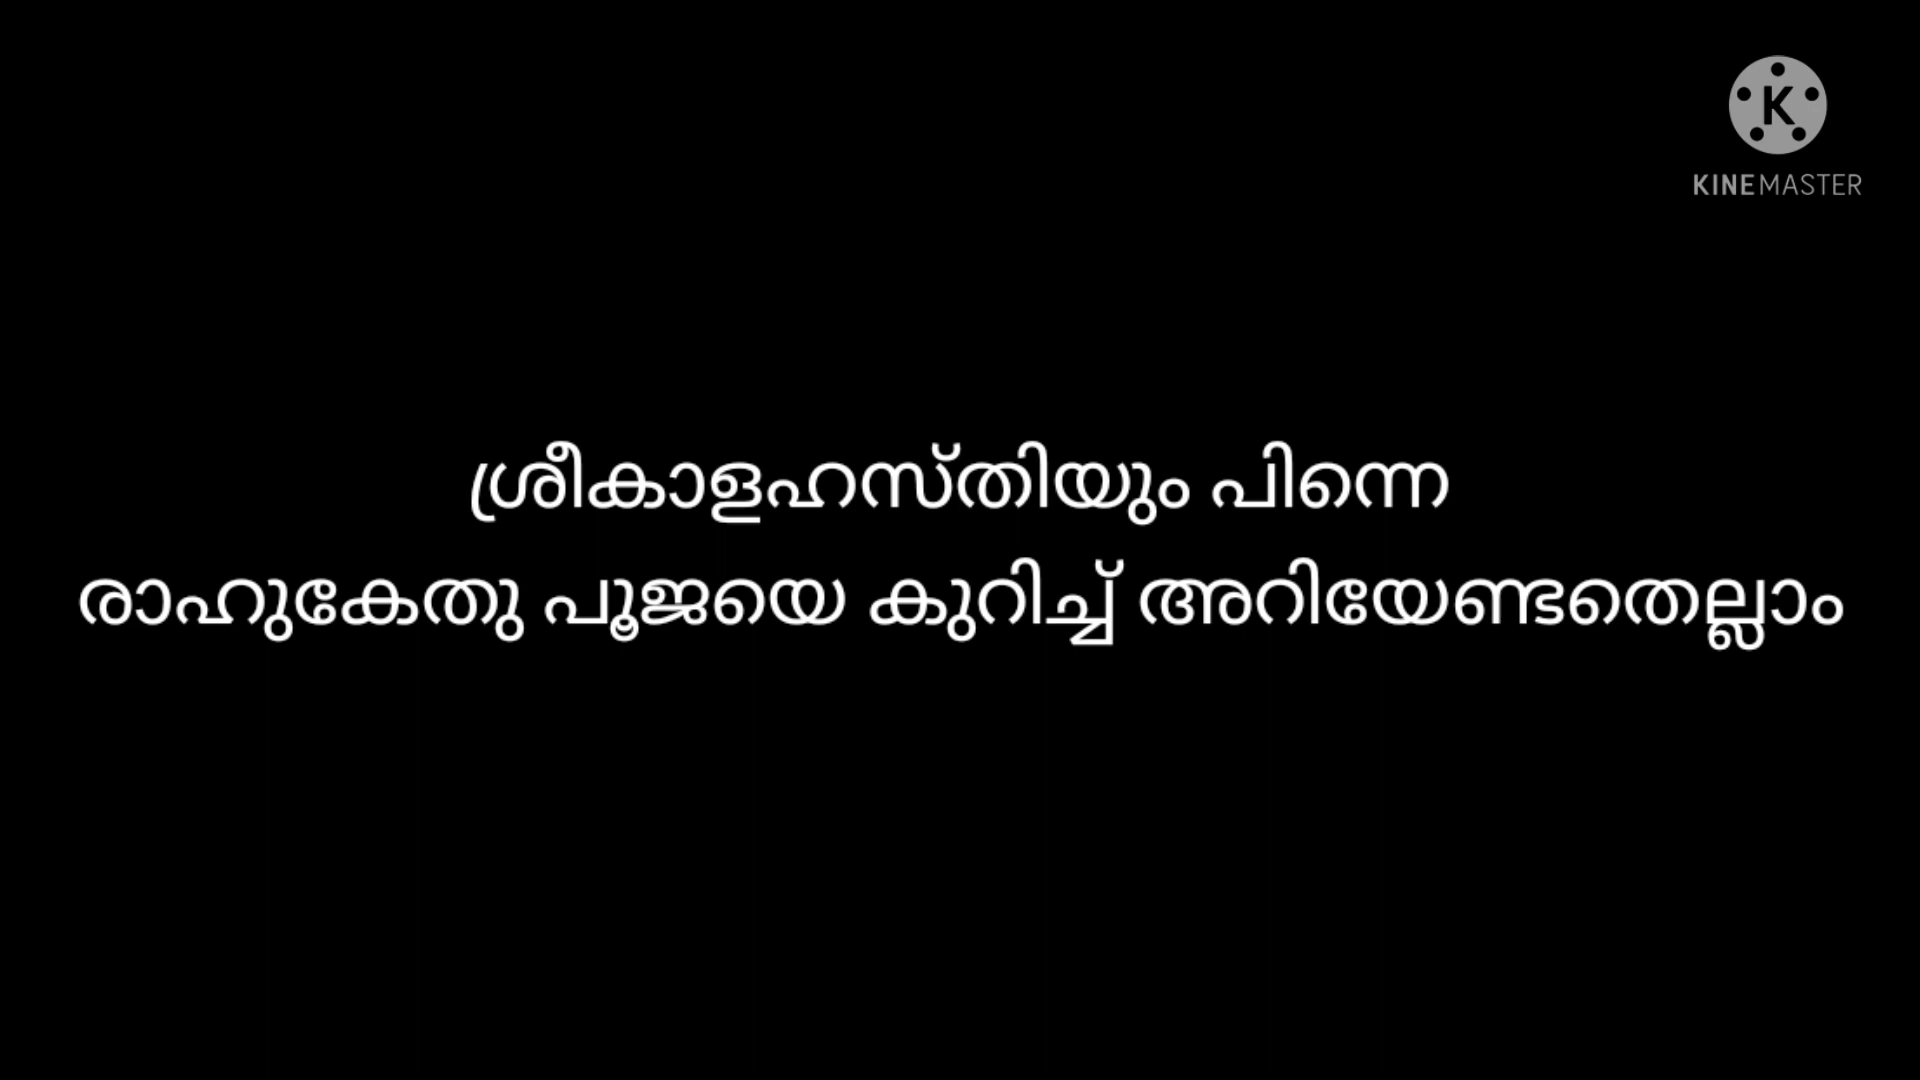 K
KINEMASTER
ശ്രീകാളഹസ്തിയും പിന്നെ
രാഹുകേതു പൂജയെ കുറിച്ച് അറിയേണ്ടതെല്ലാം